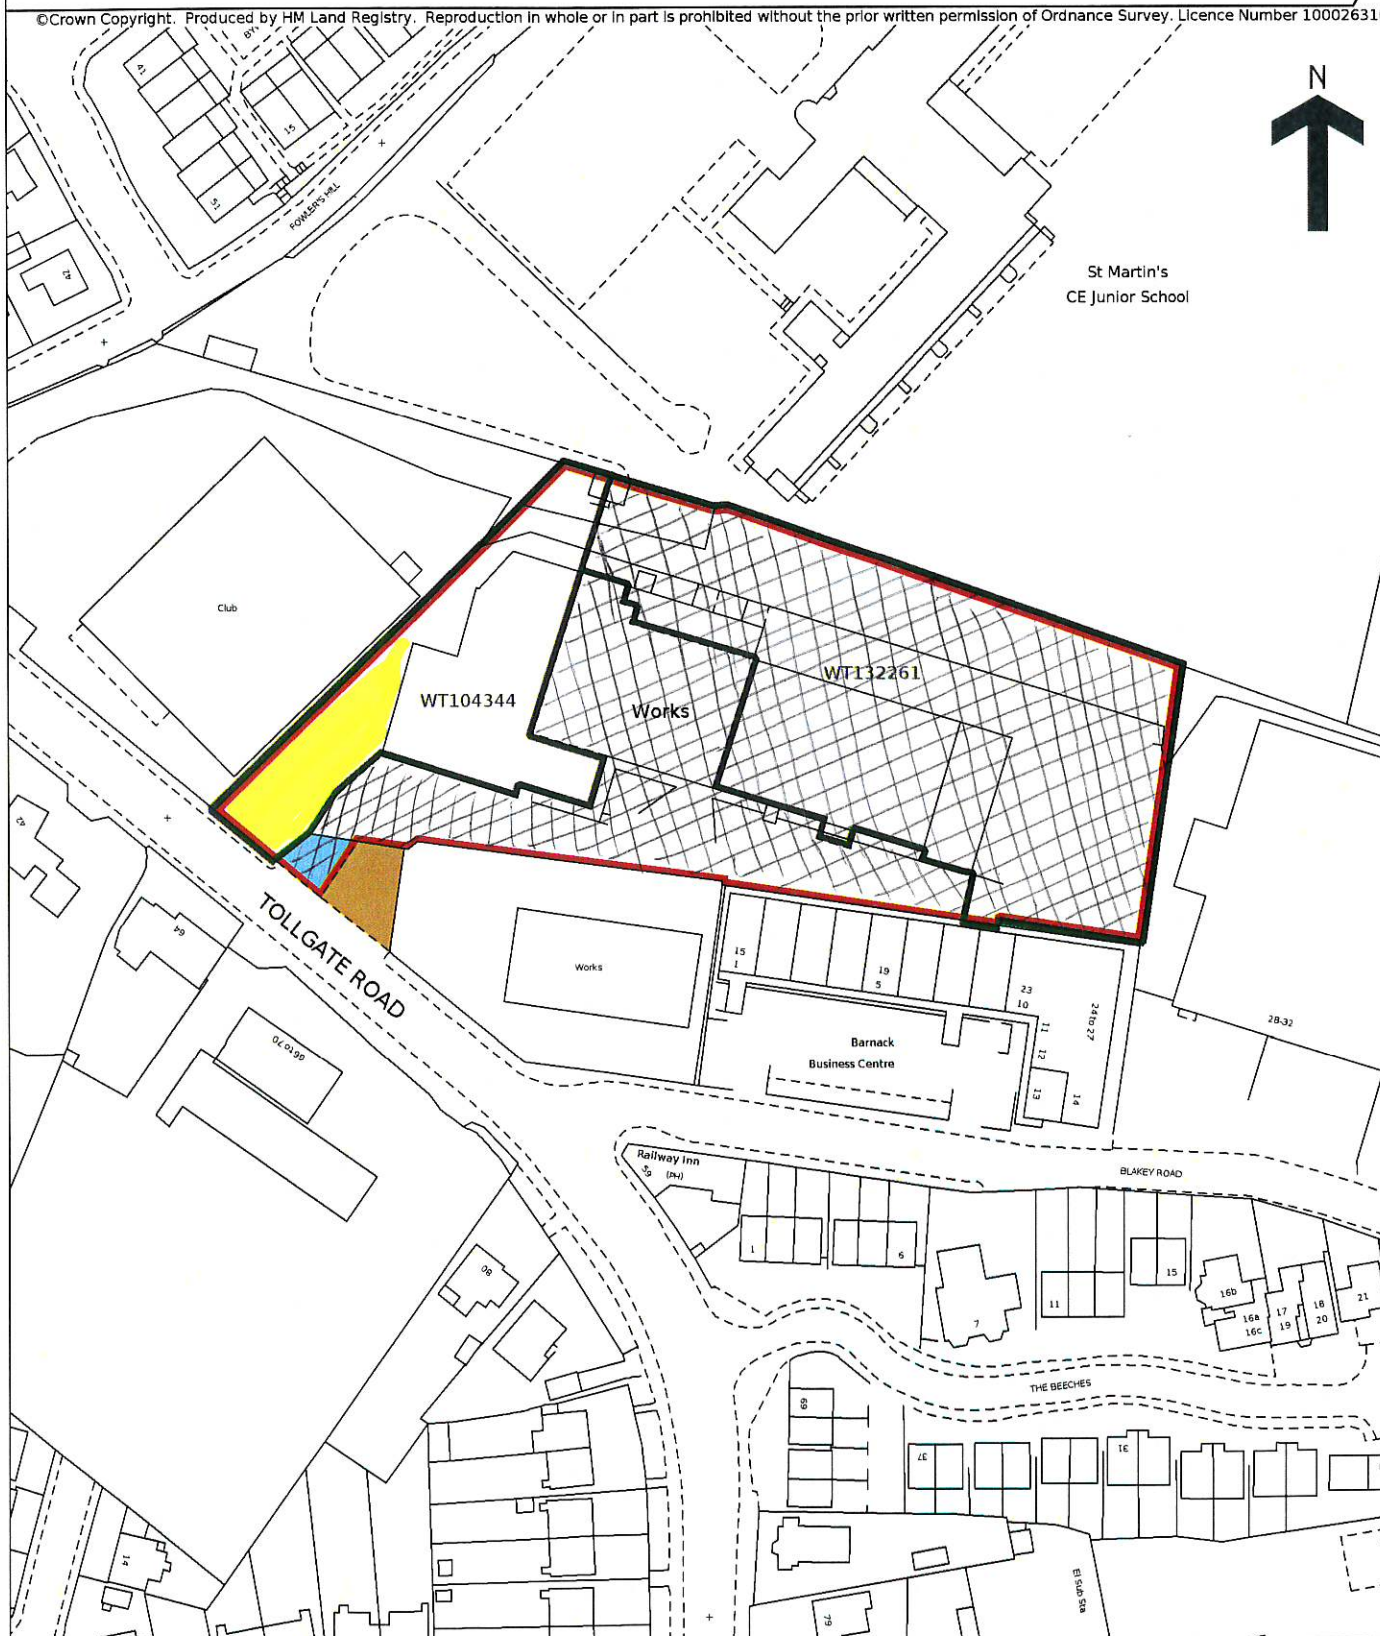 ©Crown Copyright. Produced by HM Land Registry. Reproduction in whole or in part is prohibited without the prior written permission of Ordnance Survey. Licence Number 10002631
N
41
15
51
FOWLER'S HILL
42
St Martin's
CE Junior School
Club
WT104344
Works
WT132261
42
64
TOLLGATE ROAD
66 to 70
Works
15
1
19
5
23
10
11
12
13
14
24 to 27
Barnack
Business Centre
28-32
BLAKEY ROAD
Railway Inn
59
(PH)
1
6
7
11
15
16b
16a
16c
17
19
18
20
21
80
THE BEECHES
69
37
31
14
79
El Sub Sta